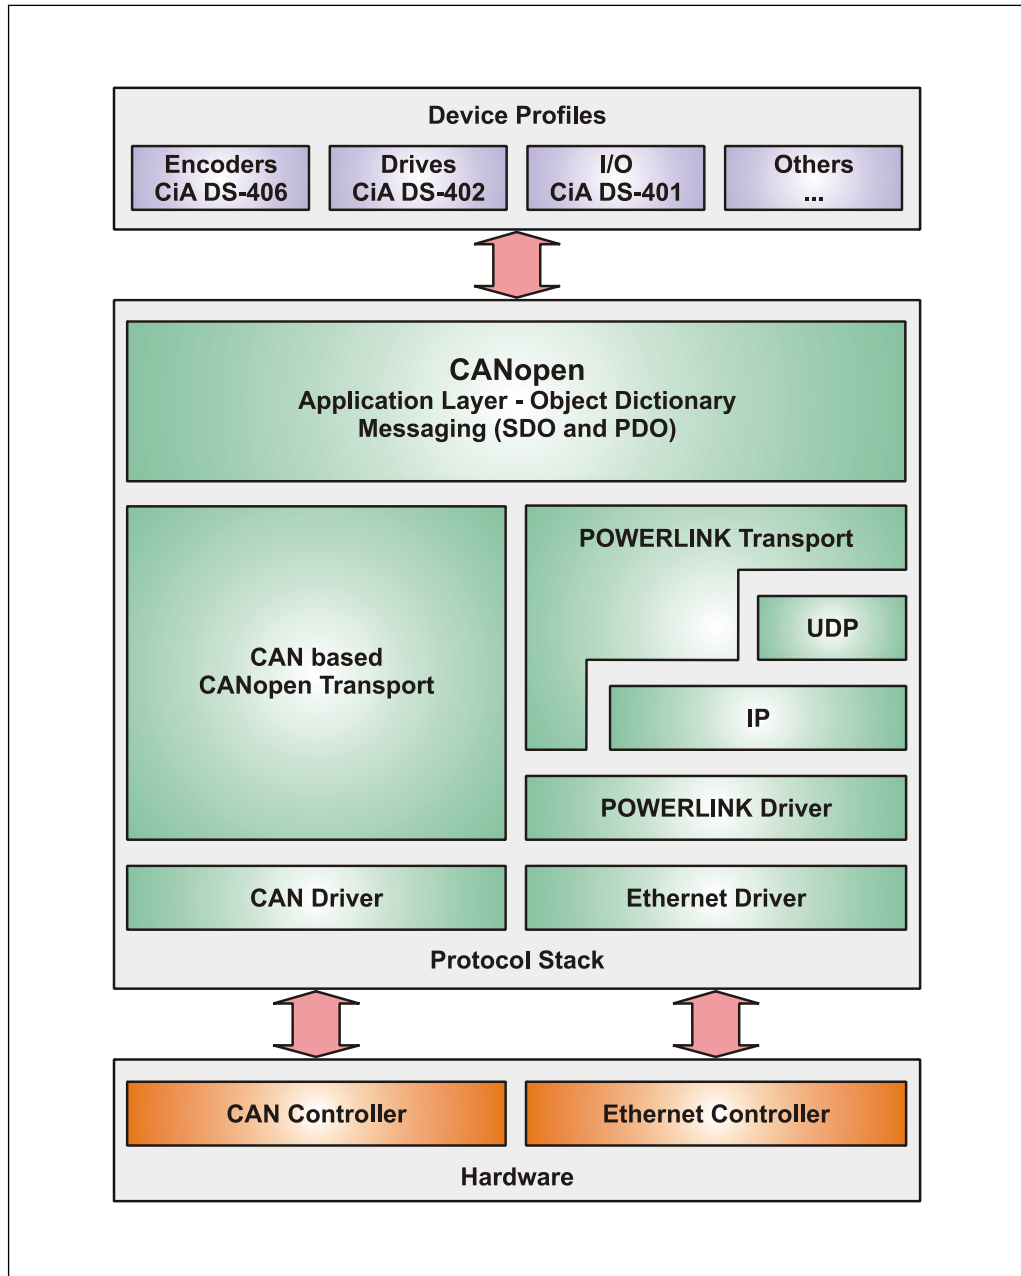 Device Profiles
Encoders
CiA DS-406
Drives
CiA DS-402
I/O
CiA DS-401
Others
...
CANopen
Application Layer - Object Dictionary
Messaging (SDO and PDO)
CAN based
CANopen Transport
POWERLINK Transport
UDP
IP
POWERLINK Driver
CAN Driver
Ethernet Driver
Protocol Stack
CAN Controller
Ethernet Controller
Hardware